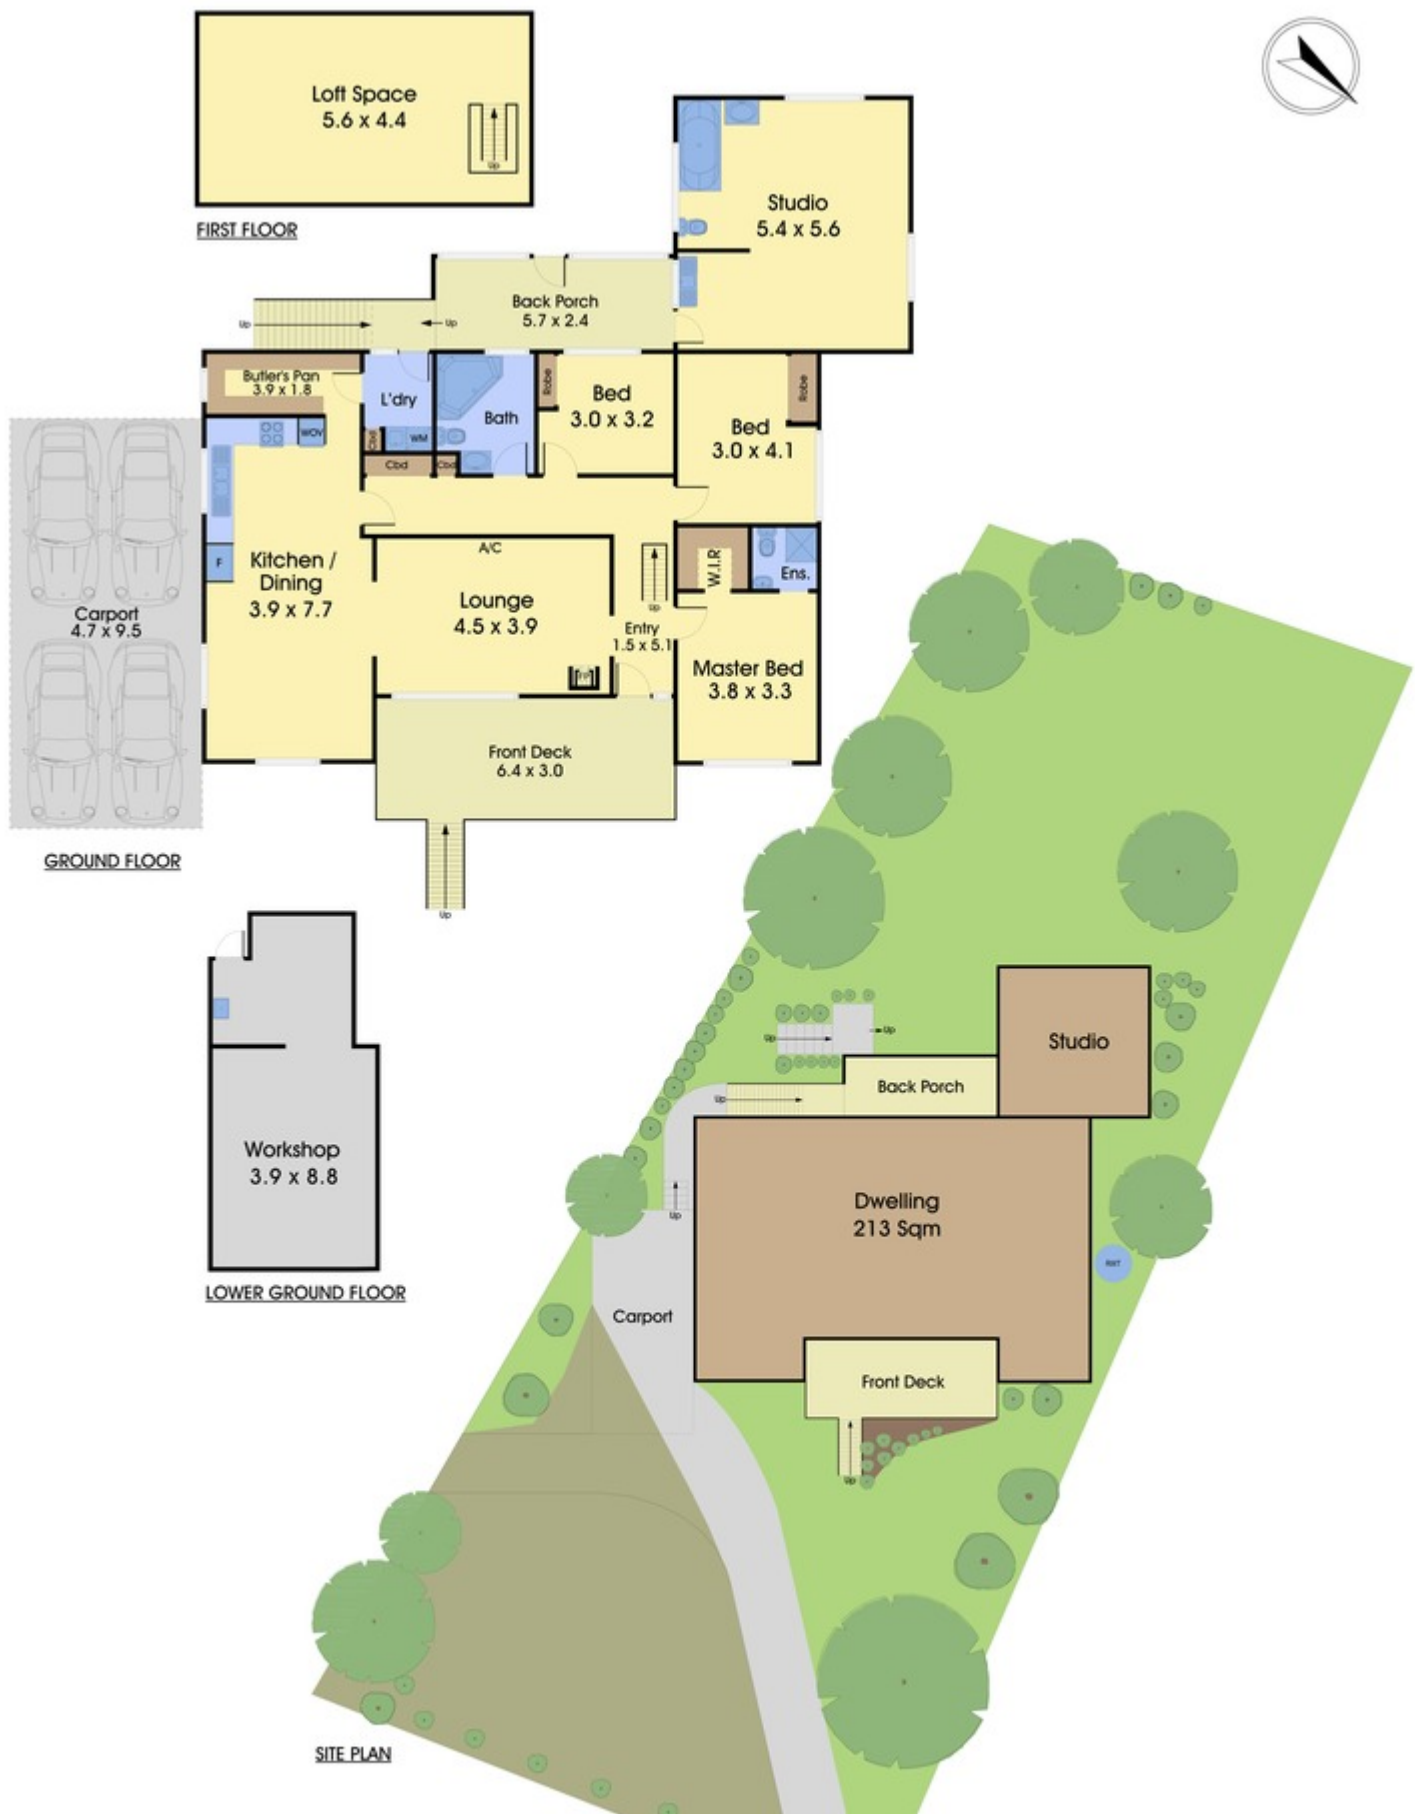 Loft Space
5.6 x 4.4
Up
FIRST FLOOR
Studio
5.4 x 5.6
Back Porch
5.7 x 2.4
Up
Up
Butler's Pan
3.9 x 1.8
L'dry
Bath
Robe
Bed
3.0 x 3.2
Robe
Bed
3.0 x 4.1
WOV
Cbd
WM
Cbd
Cbd
F
Kitchen /
Dining
3.9 x 7.7
A/C
Lounge
4.5 x 3.9
FP
Up
Entry
1.5 x 5.1
W.I.R
Ens.
Master Bed
3.8 x 3.3
Carport
4.7 x 9.5
Front Deck
6.4 x 3.0
Up
GROUND FLOOR
Workshop
3.9 x 8.8
LOWER GROUND FLOOR
Studio
Up
Up
Back Porch
Up
Dwelling
213 Sqm
Up
RWT
Carport
Front Deck
Up
SITE PLAN